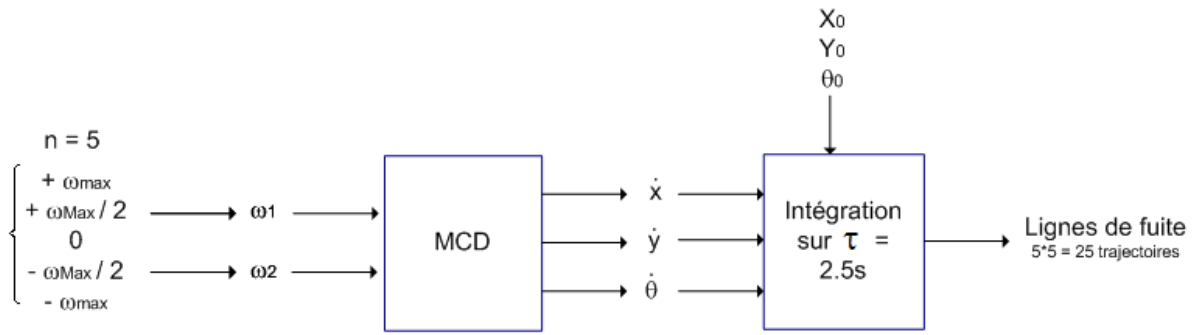 X0
Y0
θ0
n = 5
+ ωmax
+ ωMax / 2
0
- ωMax / 2
- ωmax
ω1
ω2
MCD
ẋ
ẏ
θ̇
Intégration
sur τ =
2.5s
Lignes de fuite
5*5 = 25 trajectoires